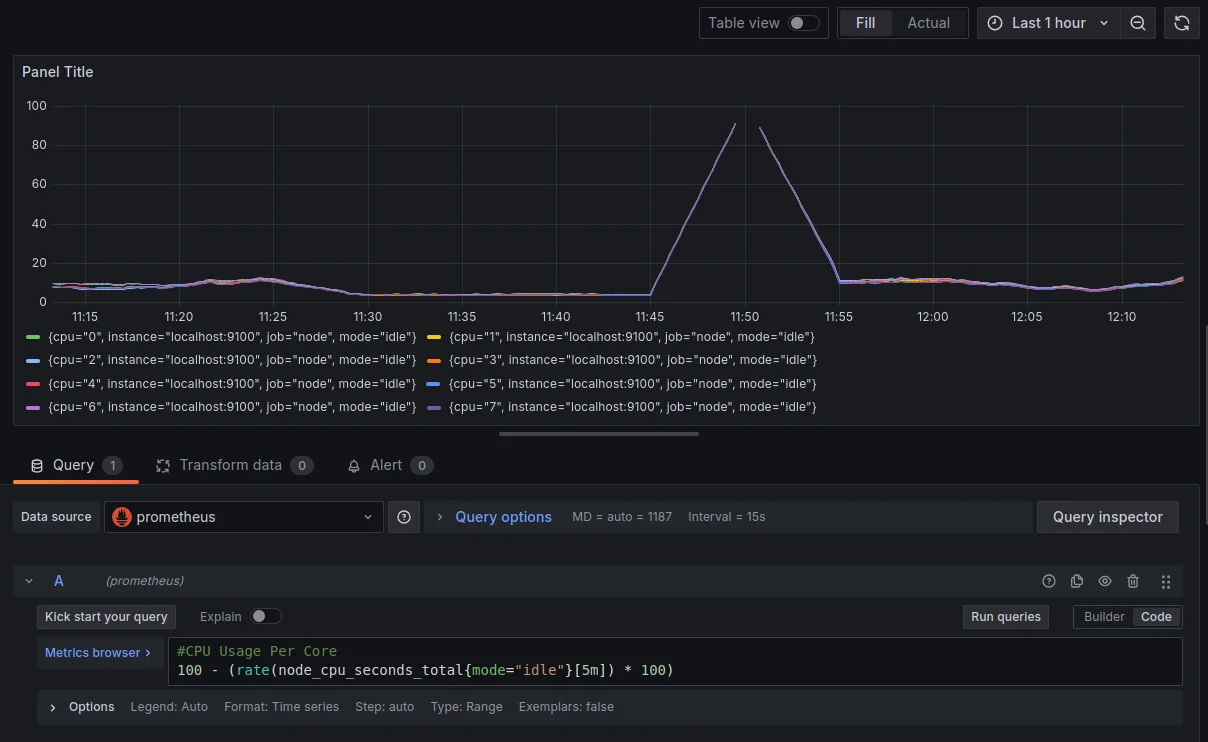 Table view Fill Actual Last 1 hour
Panel Title
100
80
60
40
20
0
11:15 11:20 11:25 11:30 11:35 11:40 11:45 11:50 11:55 12:00 12:05 12:10
{cpu="0", instance="localhost:9100", job="node", mode="idle"} {cpu="1", instance="localhost:9100", job="node", mode="idle"}
{cpu="2", instance="localhost:9100", job="node", mode="idle"} {cpu="3", instance="localhost:9100", job="node", mode="idle"}
{cpu="4", instance="localhost:9100", job="node", mode="idle"} {cpu="5", instance="localhost:9100", job="node", mode="idle"}
{cpu="6", instance="localhost:9100", job="node", mode="idle"} {cpu="7", instance="localhost:9100", job="node", mode="idle"}
Query 1 Transform data 0 Alert 0
Data source prometheus Query options MD = auto = 1187 Interval = 15s Query inspector
A (prometheus)
Kick start your query Explain Run queries Builder Code
Metrics browser > #CPU Usage Per Core
100 - (rate(node_cpu_seconds_total{mode="idle"}[5m]) * 100)
Options Legend: Auto Format: Time series Step: auto Type: Range Exemplars: false